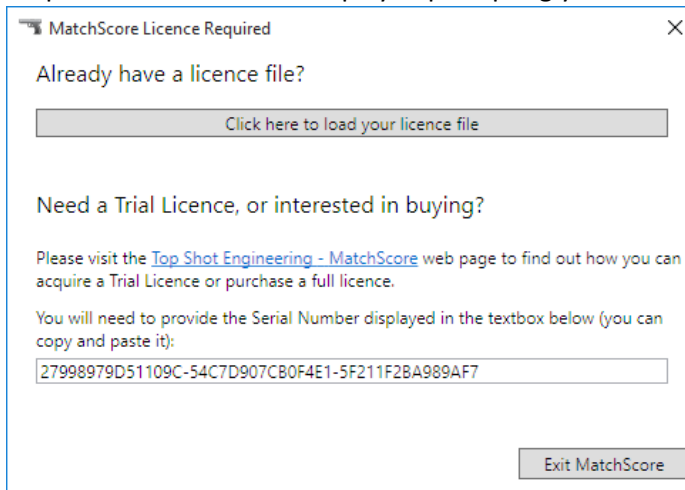 MatchScore Licence Required
Already have a licence file?
Click here to load your licence file
Need a Trial Licence, or interested in buying?
Please visit the Top Shot Engineering - MatchScore web page to find out how you can
acquire a Trial Licence or purchase a full licence.
You will need to provide the Serial Number displayed in the textbox below (you can
copy and paste it):
27998979D51109C-54C7D907CB0F4E1-5F211F2BA989AF7
Exit MatchScore